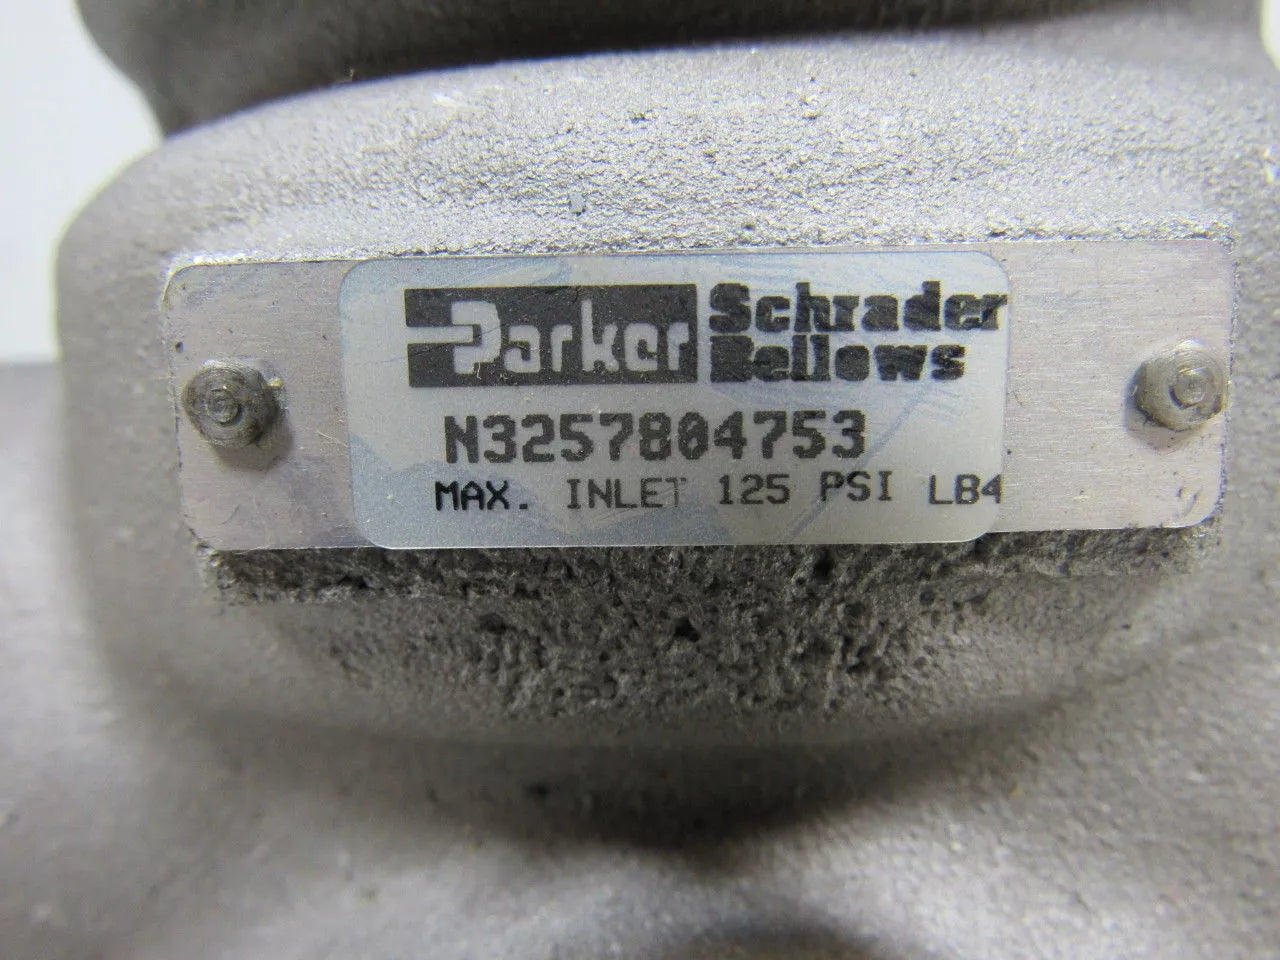 Parker Schrader
Bellows
N3257804753
MAX. INLET 125 PSI LB4